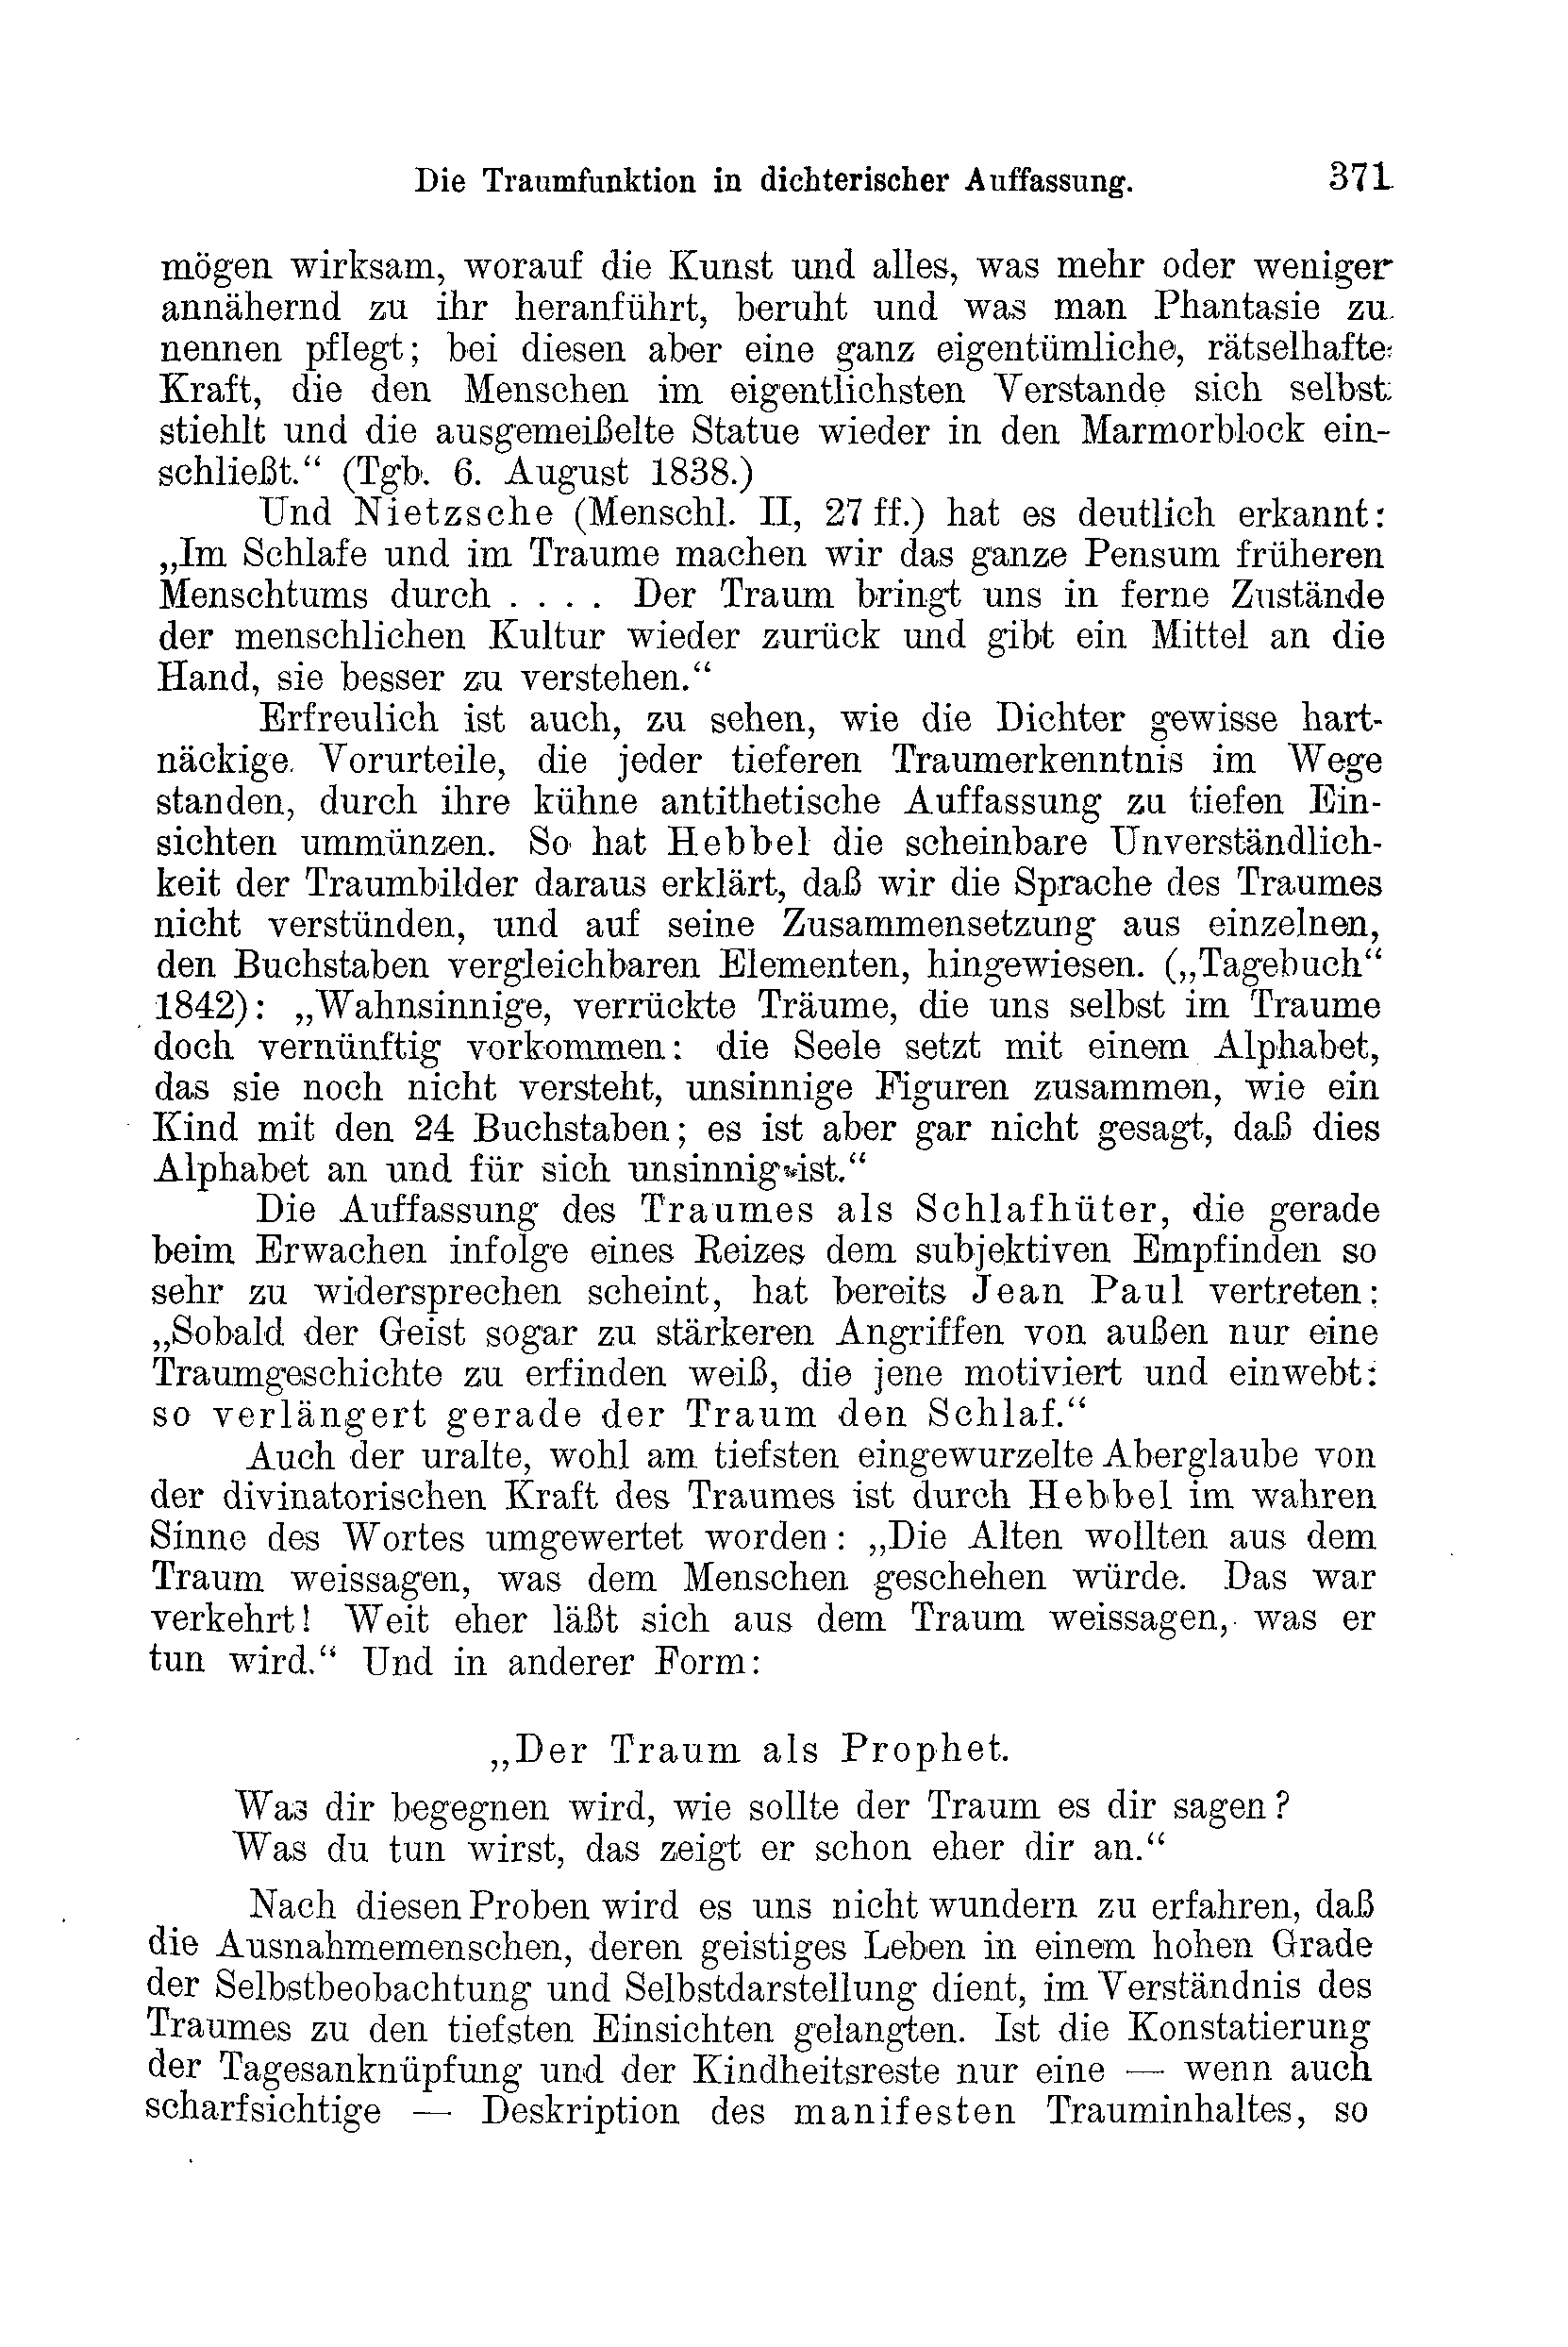 Die Traumfunktion in dichterischer Auffassung. 371
mögen wirksam, worauf die Kunst und alles, was mehr oder weniger
annähernd zu ihr heranführt, beruht und was man Phantasie zu
nennen pflegt; bei diesen aber eine ganz eigentümliche, rätselhafte
Kraft, die den Menschen im eigentlichsten Verstande sich selbst
stiehlt und die ausgemeißelte Statue wieder in den Marmorblock ein-
schließt.“ (Tgb. 6. August 1838.)
Und Nietzsche (Menschl. II, 27 ff.) hat es deutlich erkannt:
„Im Schlafe und im Traume machen wir das ganze Pensum früheren
Menschtums durch . . . . Der Traum bringt uns in ferne Zustände
der menschlichen Kultur wieder zurück und gibt ein Mittel an die
Hand, sie besser zu verstehen.“
Erfreulich ist auch, zu sehen, wie die Dichter gewisse hart-
näckige Vorurteile, die jeder tieferen Traumerkenntnis im Wege
standen, durch ihre kühne antithetische Auffassung zu tiefen Ein-
sichten ummünzen. So hat Hebbel die scheinbare Unverständlich-
keit der Traumbilder daraus erklärt, daß wir die Sprache des Traumes
nicht verstünden, und auf seine Zusammensetzung aus einzelnen,
den Buchstaben vergleichbaren Elementen, hingewiesen. („Tagebuch“
1842): „Wahnsinnige, verrückte Träume, die uns selbst im Traume
doch vernünftig vorkommen: die Seele setzt mit einem Alphabet,
das sie noch nicht versteht, unsinnige Figuren zusammen, wie ein
Kind mit den 24 Buchstaben; es ist aber gar nicht gesagt, daß dies
Alphabet an und für sich unsinnig ist.“
Die Auffassung des Traumes als Schlafhüter, die gerade
beim Erwachen infolge eines Reizes dem subjektiven Empfinden so
sehr zu widersprechen scheint, hat bereits Jean Paul vertreten:
„Sobald der Geist sogar zu stärkeren Angriffen von außen nur eine
Traumgeschichte zu erfinden weiß, die jene motiviert und einwebt:
so verlängert gerade der Traum den Schlaf.“
Auch der uralte, wohl am tiefsten eingewurzelte Aberglaube von
der divinatorischen Kraft des Traumes ist durch Hebbel im wahren
Sinne des Wortes umgewertet worden: „Die Alten wollten aus dem
Traum weissagen, was dem Menschen geschehen würde. Das war
verkehrt! Weit eher läßt sich aus dem Traum weissagen, was er
tun wird.“ Und in anderer Form:
„Der Traum als Prophet.
Was dir begegnen wird, wie sollte der Traum es dir sagen?
Was du tun wirst, das zeigt er schon eher dir an.“
Nach diesen Proben wird es uns nicht wundern zu erfahren, daß
die Ausnahmemenschen, deren geistiges Leben in einem hohen Grade
der Selbstbeobachtung und Selbstdarstellung dient, im Verständnis des
Traumes zu den tiefsten Einsichten gelangten. Ist die Konstatierung
der Tagesanknüpfung und der Kindheitsreste nur eine — wenn auch
scharfsichtige — Deskription des manifesten Trauminhaltes, so